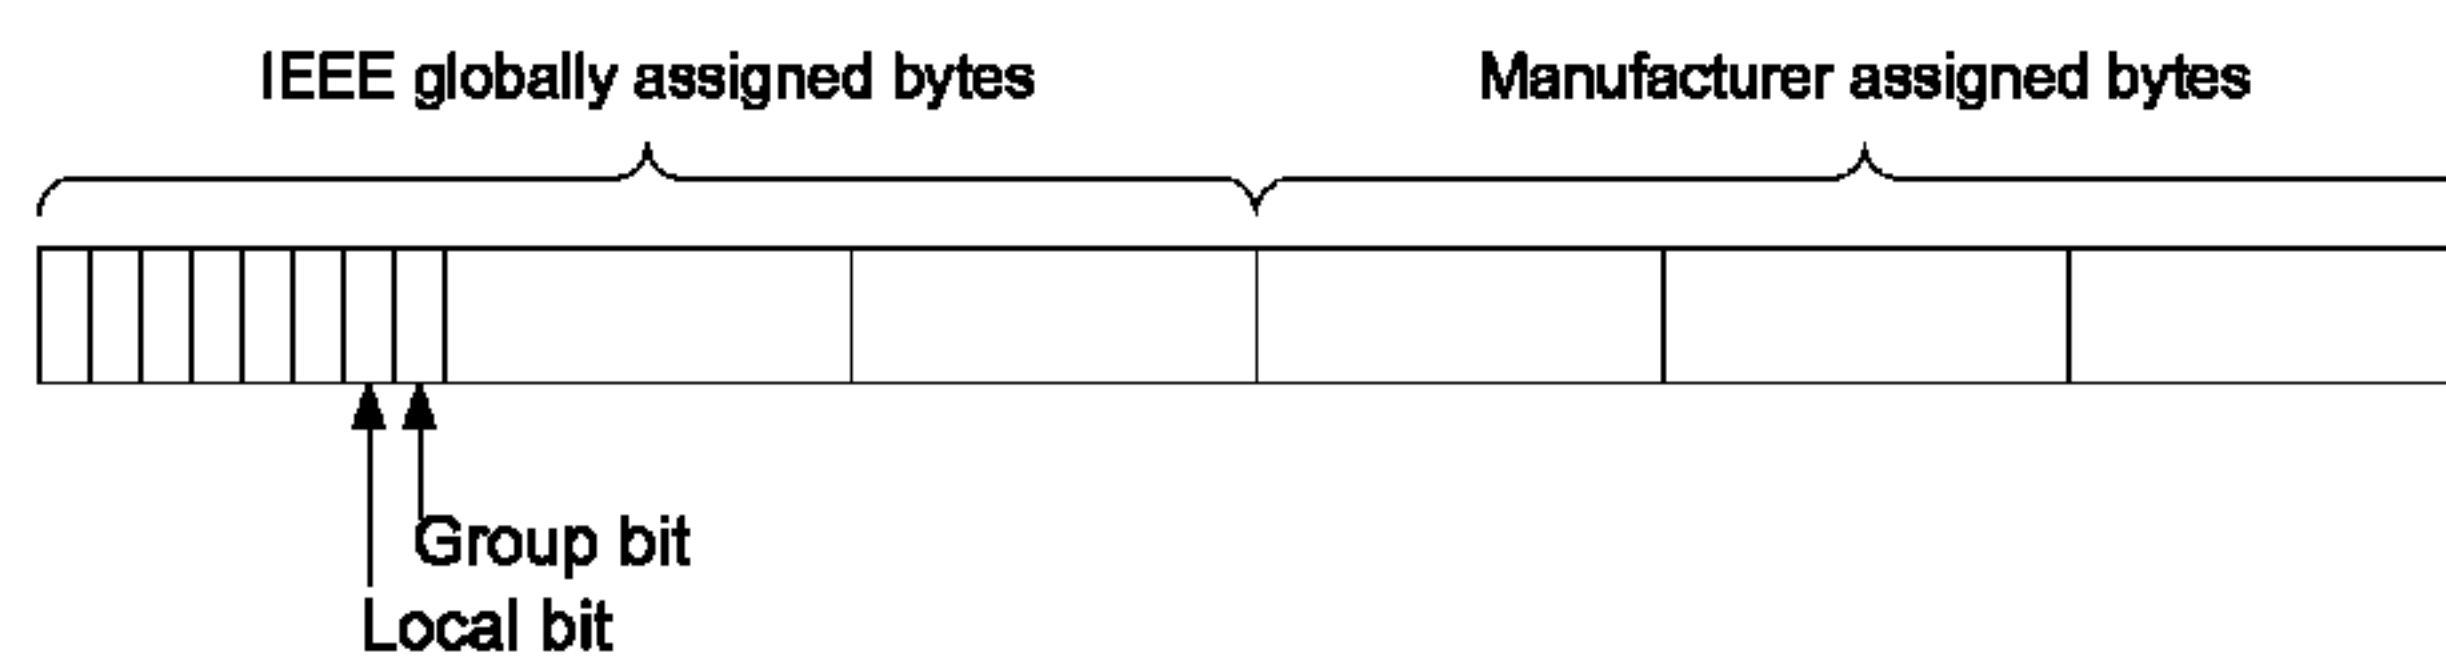 IEEE globally assigned bytes
Manufacturer assigned bytes
Group bit
Local bit